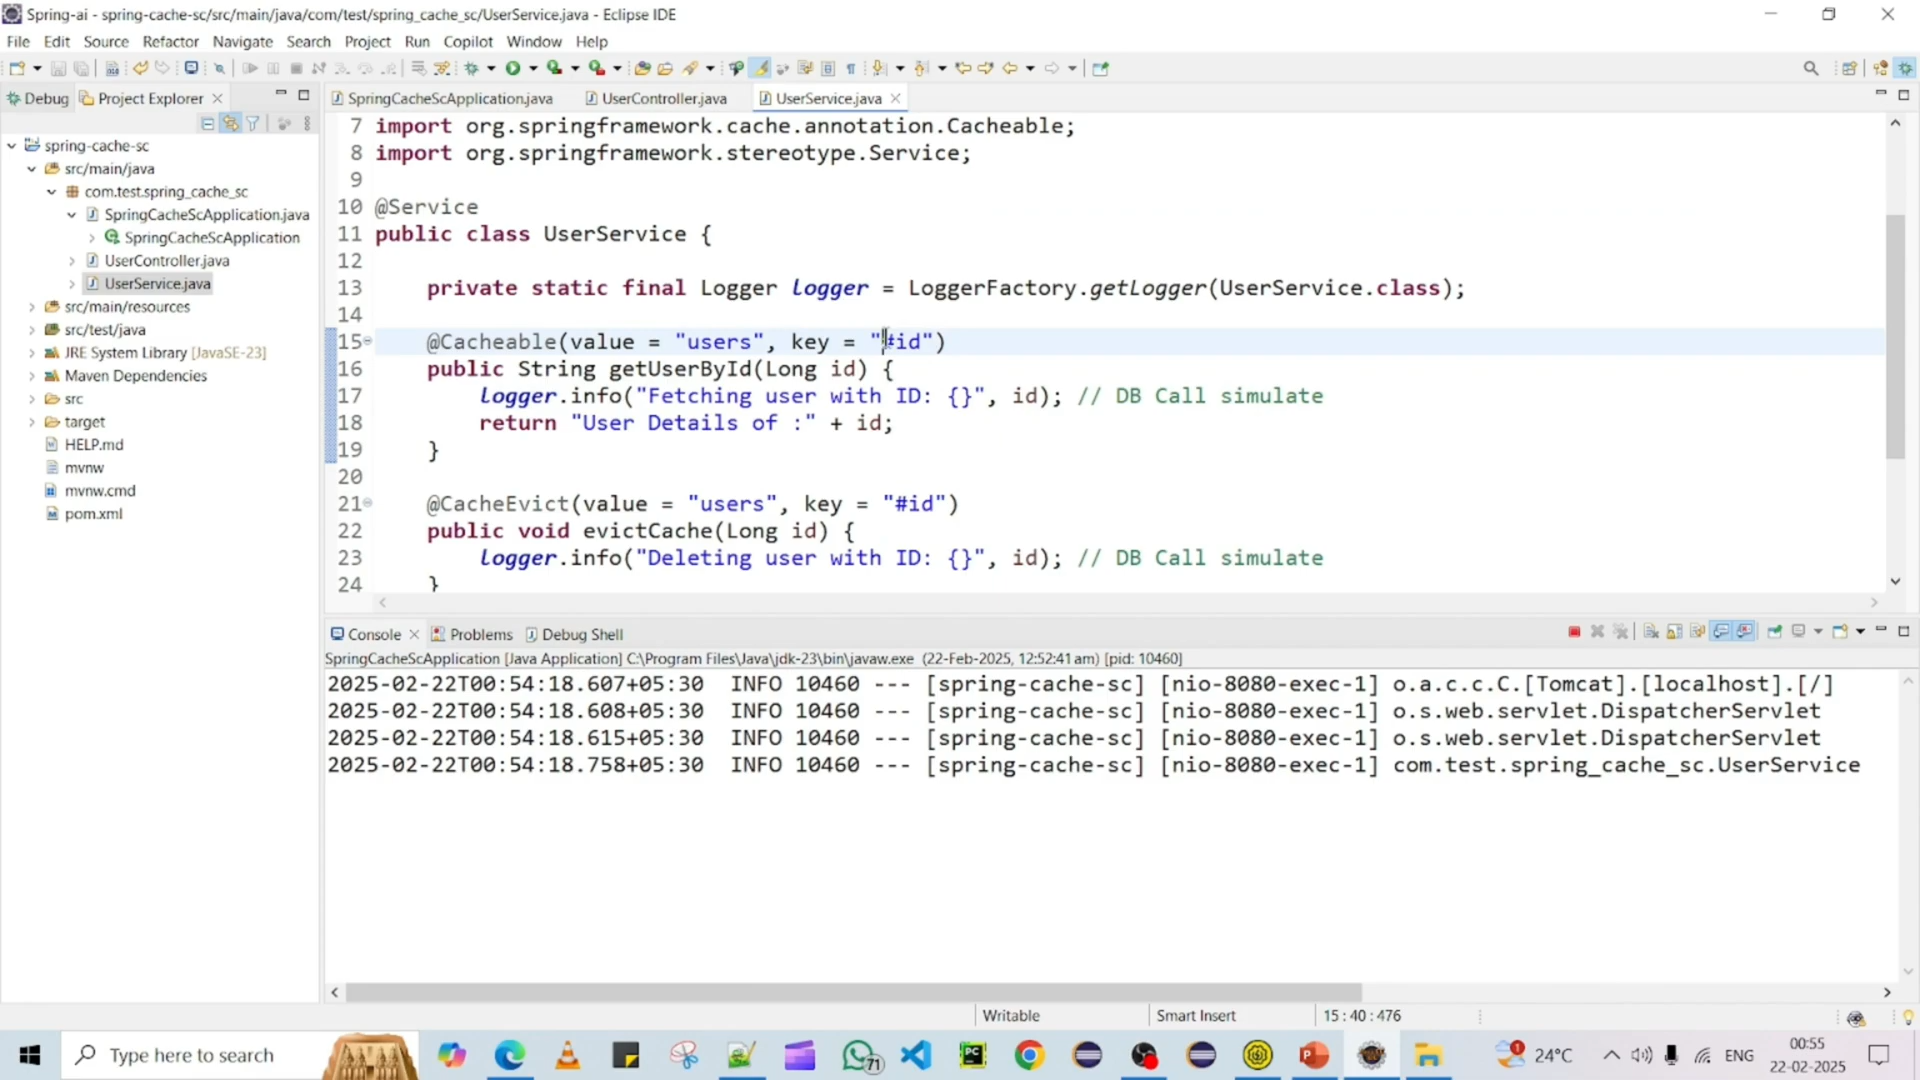 Spring-ai - spring-cache-sc/src/main/java/com/test/spring_cache_sc/UserService.java - Eclipse IDE
File Edit Source Refactor Navigate Search Project Run Copilot Window Help
Debug Project Explorer
SpringCacheScApplication.java UserController.java UserService.java
spring-cache-sc
src/main/java
com.test.spring_cache_sc
SpringCacheScApplication.java
SpringCacheScApplication
UserController.java
UserService.java
src/main/resources
src/test/java
JRE System Library [JavaSE-23]
Maven Dependencies
src
target
HELP.md
mvnw
mvnw.cmd
pom.xml
7 import org.springframework.cache.annotation.Cacheable;
8 import org.springframework.stereotype.Service;
9
10 @Service
11 public class UserService {
12
13 private static final Logger logger = LoggerFactory.getLogger(UserService.class);
14
15 @Cacheable(value = "users", key = "#id")
16 public String getUserById(Long id) {
17 logger.info("Fetching user with ID: {}", id); // DB Call simulate
18 return "User Details of :" + id;
19 }
20
21 @CacheEvict(value = "users", key = "#id")
22 public void evictCache(Long id) {
23 logger.info("Deleting user with ID: {}", id); // DB Call simulate
24 }
Console Problems Debug Shell
SpringCacheScApplication [Java Application] C:\Program Files\Java\jdk-23\bin\javaw.exe (22-Feb-2025, 12:52:41 am) [pid: 10460]
2025-02-22T00:54:18.607+05:30 INFO 10460 --- [spring-cache-sc] [nio-8080-exec-1] o.a.c.c.C.[Tomcat].[localhost].[/]
2025-02-22T00:54:18.608+05:30 INFO 10460 --- [spring-cache-sc] [nio-8080-exec-1] o.s.web.servlet.DispatcherServlet
2025-02-22T00:54:18.615+05:30 INFO 10460 --- [spring-cache-sc] [nio-8080-exec-1] o.s.web.servlet.DispatcherServlet
2025-02-22T00:54:18.758+05:30 INFO 10460 --- [spring-cache-sc] [nio-8080-exec-1] com.test.spring_cache_sc.UserService
Writable Smart Insert 15 : 40 : 476
Type here to search
71
PC
1
24°C
ENG
00:55
22-02-2025